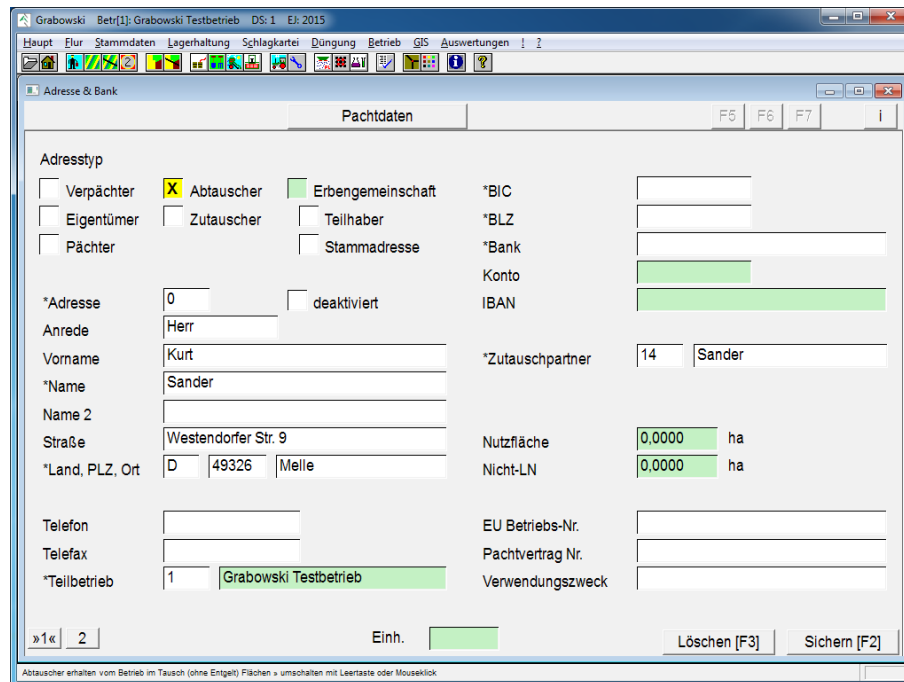 Grabowski Betr[1]: Grabowski Testbetrieb DS: 1 EJ: 2015
Haupt Flur Stammdaten Lagerhaltung Schlagkartei Düngung Betrieb GIS Auswertungen ! ?
Adresse & Bank
Pachtdaten F5 F6 F7 i
Adresstyp
Verpächter X Abtauscher Erbengemeinschaft *BIC
Eigentümer Zutauscher Teilhaber *BLZ
Pächter Stammadresse *Bank
Konto
*Adresse 0 deaktiviert IBAN
Anrede Herr
Vorname Kurt *Zutauschpartner 14 Sander
*Name Sander
Name 2
Straße Westendorfer Str. 9 Nutzfläche 0,0000 ha
*Land, PLZ, Ort D 49326 Melle Nicht-LN 0,0000 ha
Telefon EU Betriebs-Nr.
Telefax Pachtvertrag Nr.
*Teilbetrieb 1 Grabowski Testbetrieb Verwendungszweck
»1« 2 Einh. Löschen [F3] Sichern [F2]
Abtauscher erhalten vom Betrieb im Tausch (ohne Entgelt) Flächen » umschalten mit Leertaste oder Mouseklick